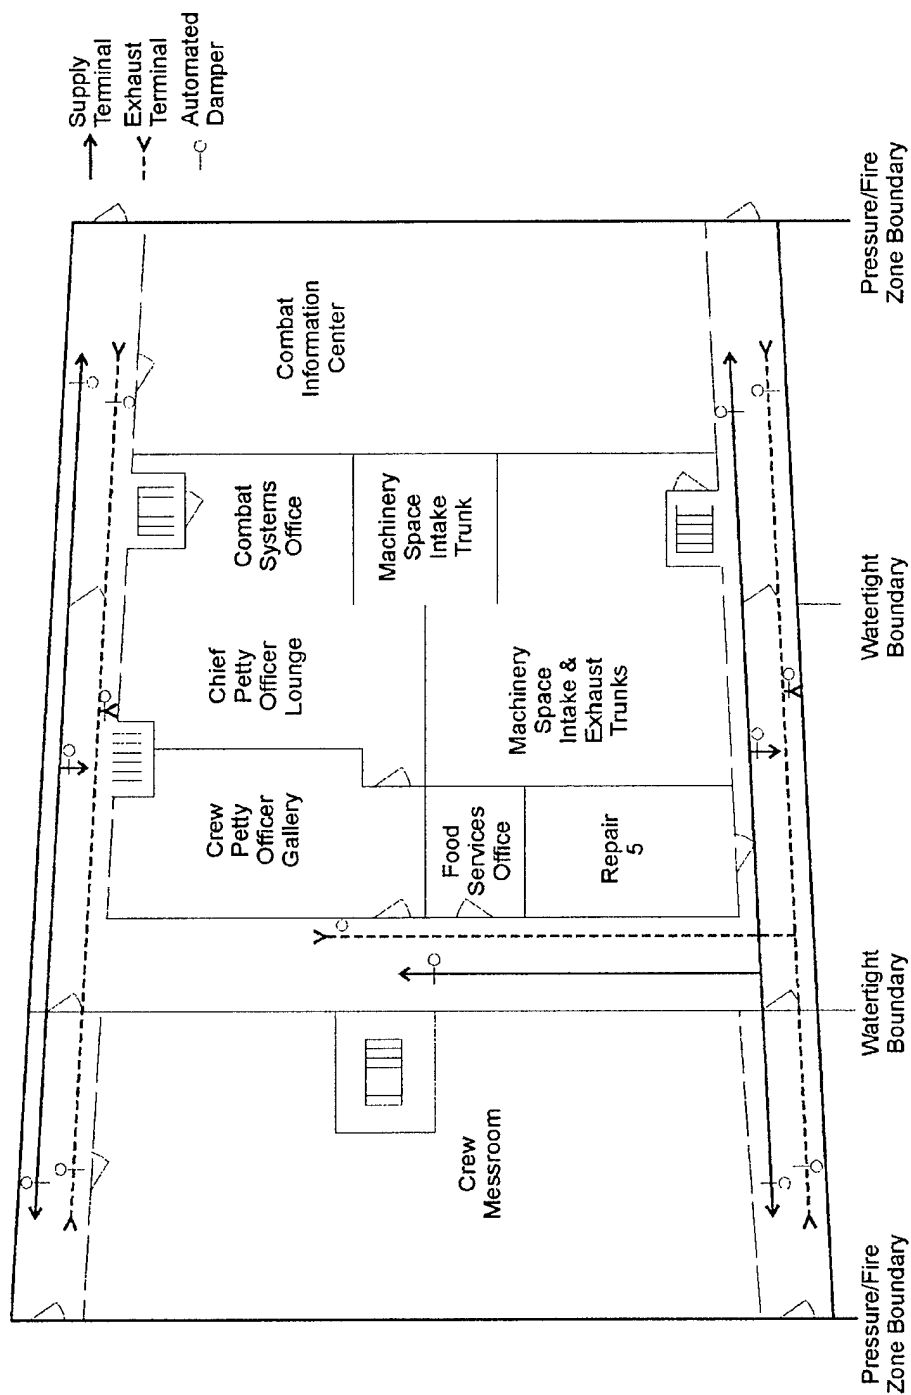 Supply
Terminal
Exhaust
Terminal
Automated
Damper
Combat
Information
Center
Combat
Systems
Office
Machinery
Space
Intake
Trunk
Chief
Petty
Officer
Lounge
Machinery
Space
Intake &
Exhaust
Trunks
Crew
Petty
Officer
Gallery
Food
Services
Office
Repair
5
Crew
Messroom
Pressure/Fire
Zone Boundary
Watertight
Boundary
Watertight
Boundary
Pressure/Fire
Zone Boundary